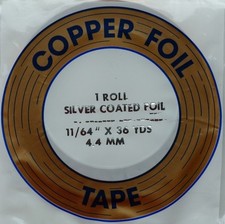 COPPER FOIL
1 ROLL
SILVER COATED FOIL
11/64" X 36 YDS
4.4 MM
TAPE